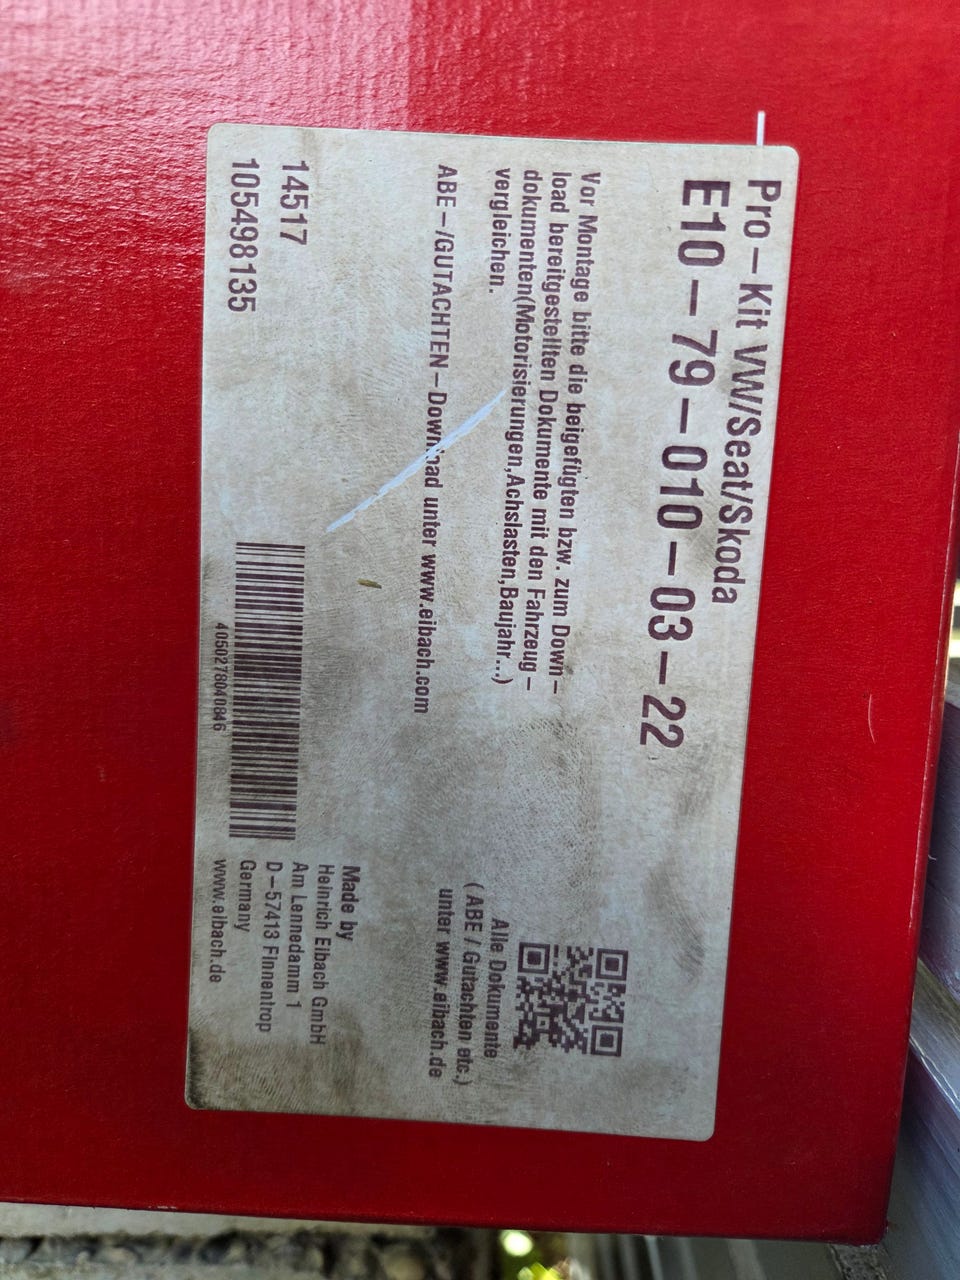 Pro-Kit VW/Seat/Skoda
E10-79-010-03-22
Vor Montage bitte die beigefügten bzw. zum Down-
load bereitgestellten Dokumente mit den Fahrzeug-
dokumenten(Motorisierungen,Achslasten,Baujahr...)
vergleichen.
ABE-/GUTACHTEN-Download unter www.eibach.com
Alle Dokumente
(ABE/Gutachten etc.)
unter www.eibach.de
14517
105498135
4050278040846
Made by
Heinrich Eibach GmbH
Am Lennedamm 1
D-57413 Finnentrop
Germany
www.eibach.de